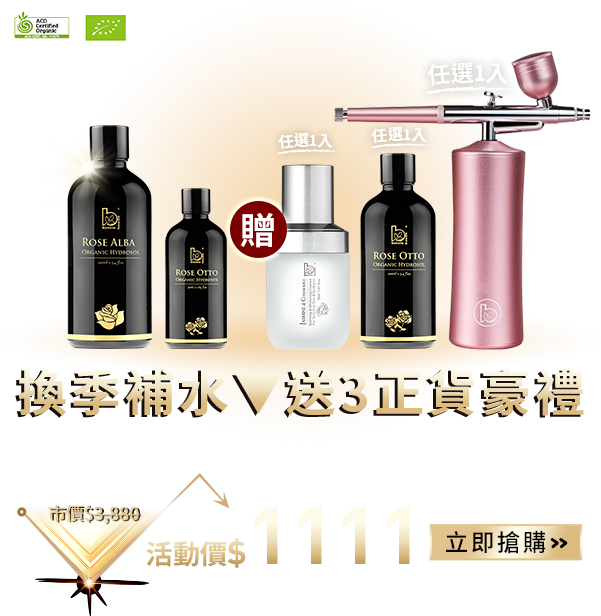 ACO
Certified
Organic
任選1入
任選1入
任選1入
ROSE ALBA
ORGANIC HYDROSOL
ROSE OTTO
ORGANIC HYDROSOL
贈
JASMINE & CHAMOMILE
ROSE OTTO
ORGANIC HYDROSOL
換季補水▽送3正貨豪禮
市價$3,880
活動價$1111
立即搶購>>